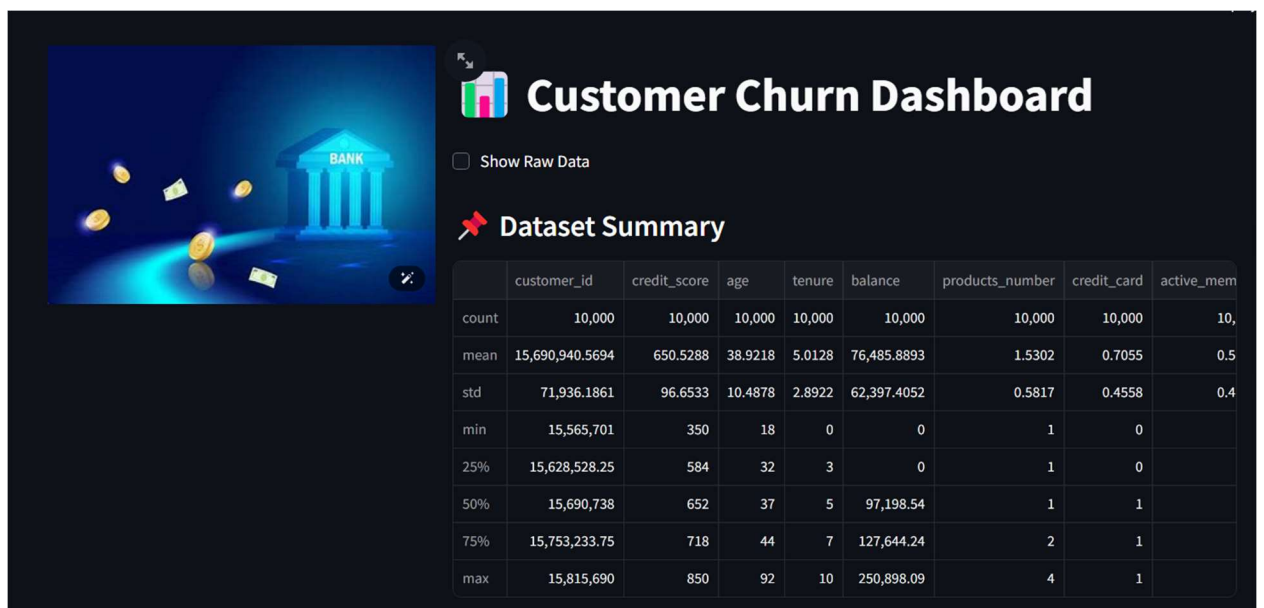 BANK
Customer Churn Dashboard
Show Raw Data
Dataset Summary
customer_id credit_score age tenure balance products_number credit_card active_mem
count 10,000 10,000 10,000 10,000 10,000 10,000 10,000 10,
mean 15,690,940.5694 650.5288 38.9218 5.0128 76,485.8893 1.5302 0.7055 0.5
std 71,936.1861 96.6533 10.4878 2.8922 62,397.4052 0.5817 0.4558 0.4
min 15,565,701 350 18 0 0 1 0
25% 15,628,528.25 584 32 3 0 1 0
50% 15,690,738 652 37 5 97,198.54 1 1
75% 15,753,233.75 718 44 7 127,644.24 2 1
max 15,815,690 850 92 10 250,898.09 4 1